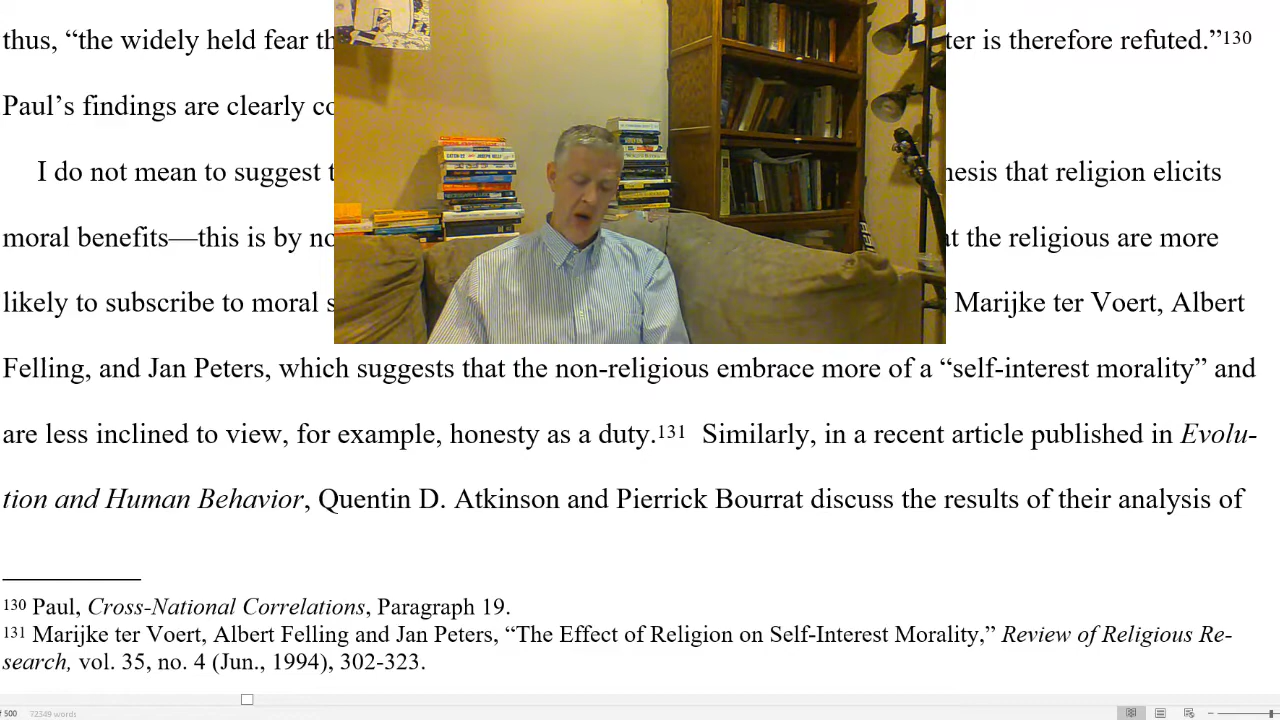 thus, “the widely held fear th
ter is therefore refuted.”130
Paul’s findings are clearly co
I do not mean to suggest t
nesis that religion elicits
moral benefits—this is by no
at the religious are more
likely to subscribe to moral s
Marijke ter Voert, Albert
Felling, and Jan Peters, which suggests that the non-religious embrace more of a “self-interest morality” and
are less inclined to view, for example, honesty as a duty.131 Similarly, in a recent article published in Evolu-
tion and Human Behavior, Quentin D. Atkinson and Pierrick Bourrat discuss the results of their analysis of
130 Paul, Cross-National Correlations, Paragraph 19.
131 Marijke ter Voert, Albert Felling and Jan Peters, “The Effect of Religion on Self-Interest Morality,” Review of Religious Re-
search, vol. 35, no. 4 (Jun., 1994), 302-323.
of 500 72349 words